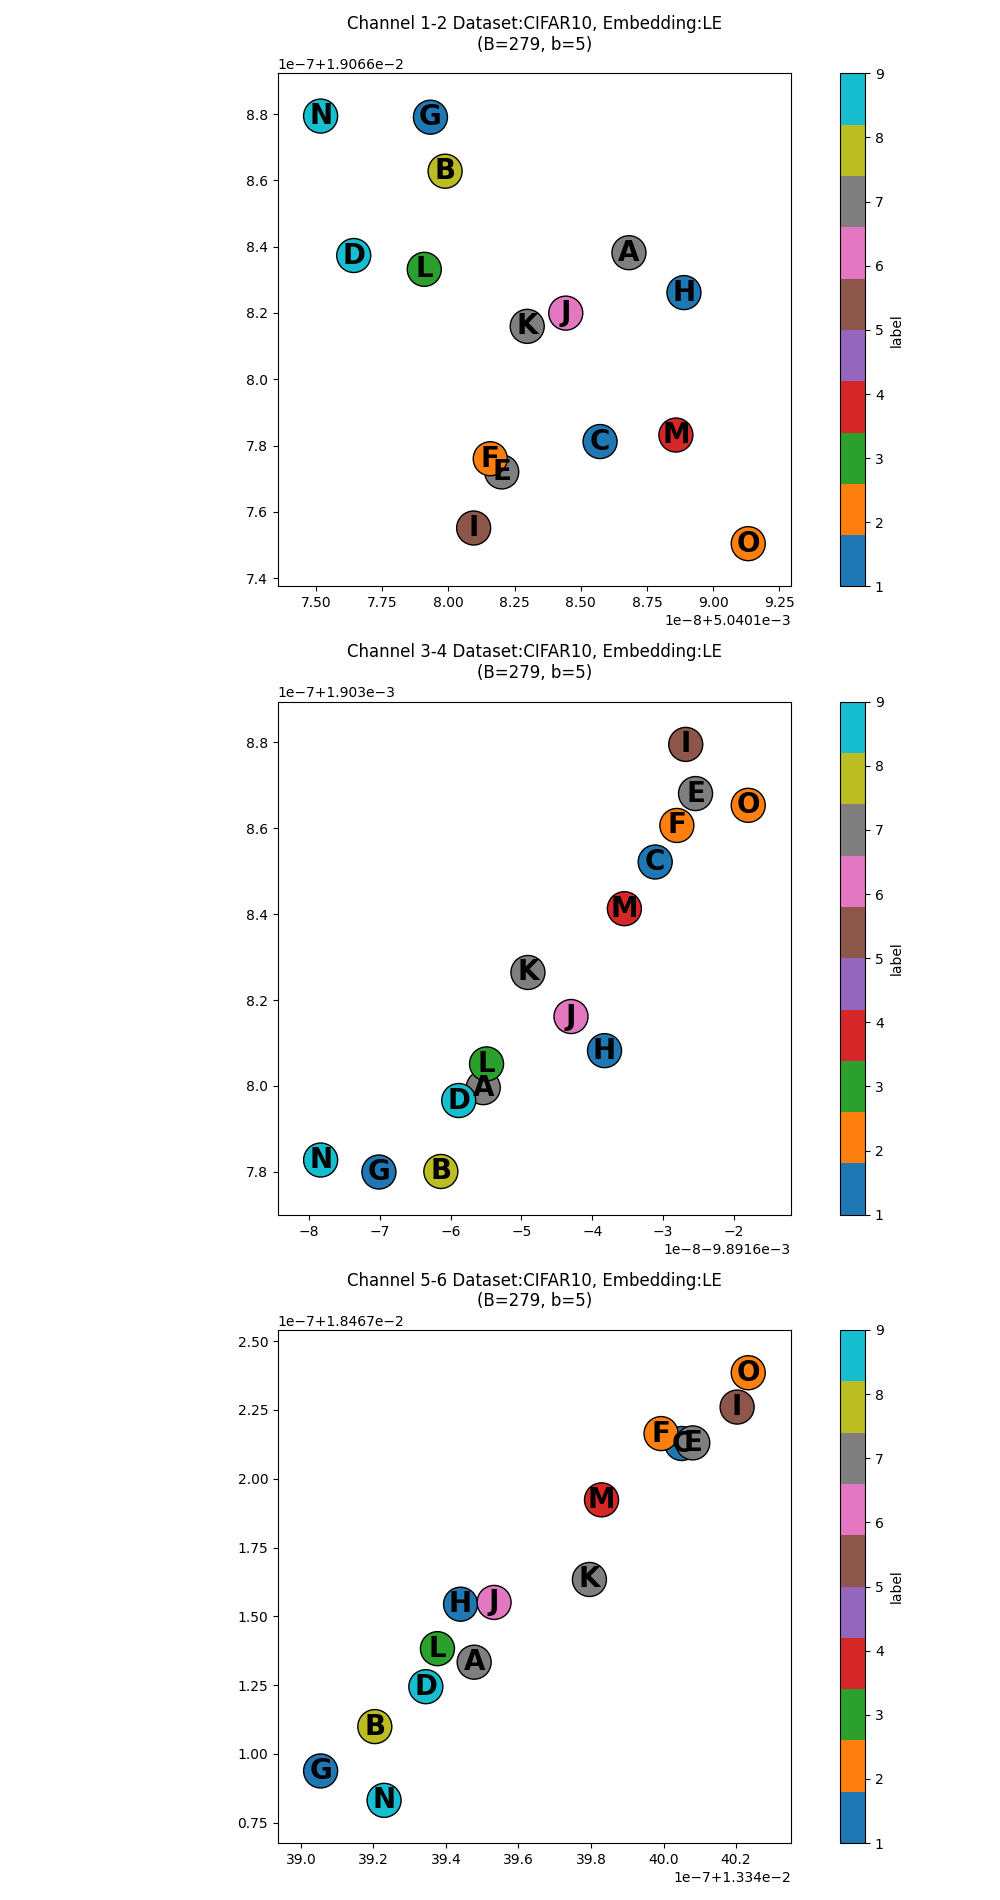 Channel 1-2 Dataset:CIFAR10, Embedding:LE
(B=279, b=5)
1e−7+1.9066e−2
8.8
8.6
8.4
8.2
8.0
7.8
7.6
7.4
N
G
B
D
L
A
H
J
K
C
M
F
E
I
O
7.50 7.75 8.00 8.25 8.50 8.75 9.00 9.25
1e−8+5.0401e−3
9
8
7
6
5
4
3
2
1
label
Channel 3-4 Dataset:CIFAR10, Embedding:LE
(B=279, b=5)
1e−7+1.903e−3
8.8
8.6
8.4
8.2
8.0
7.8
I
E
O
F
C
M
K
J
H
L
A
D
N
G
B
−8 −7 −6 −5 −4 −3 −2
1e−8−9.8916e−3
9
8
7
6
5
4
3
2
1
label
Channel 5-6 Dataset:CIFAR10, Embedding:LE
(B=279, b=5)
1e−7+1.8467e−2
2.50
2.25
2.00
1.75
1.50
1.25
1.00
0.75
O
I
F
C
E
M
K
H
J
L
A
D
B
G
N
39.0 39.2 39.4 39.6 39.8 40.0 40.2
1e−7+1.334e−2
9
8
7
6
5
4
3
2
1
label